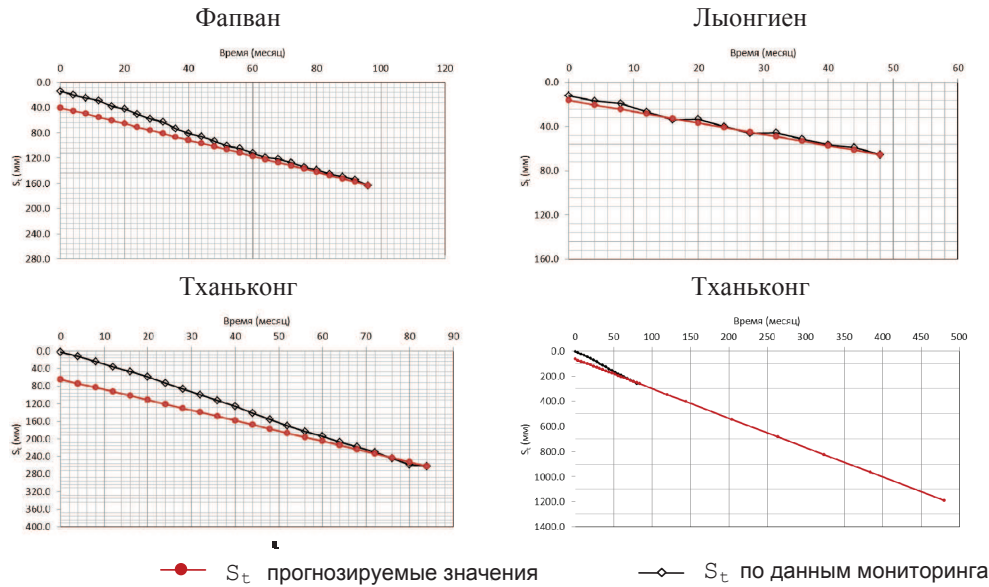 Фапван
Время (месяц)
0 20 40 60 80 100 120
0.0
40.0
80.0
120.0
160.0
200.0
240.0
280.0
St (мм)
Лыонгиен
Время (месяц)
0 10 20 30 40 50 60
0.0
40.0
80.0
120.0
160.0
St (мм)
Тханьконг
Время (месяц)
0 10 20 30 40 50 60 70 80 90
0.0
40.0
80.0
120.0
160.0
200.0
240.0
280.0
320.0
360.0
400.0
St (мм)
Тханьконг
Время (месяц)
0 50 100 150 200 250 300 350 400 450 500
0.0
200.0
400.0
600.0
800.0
1000.0
1200.0
1400.0
St (мм)
St прогнозируемые значения
St по данным мониторинга